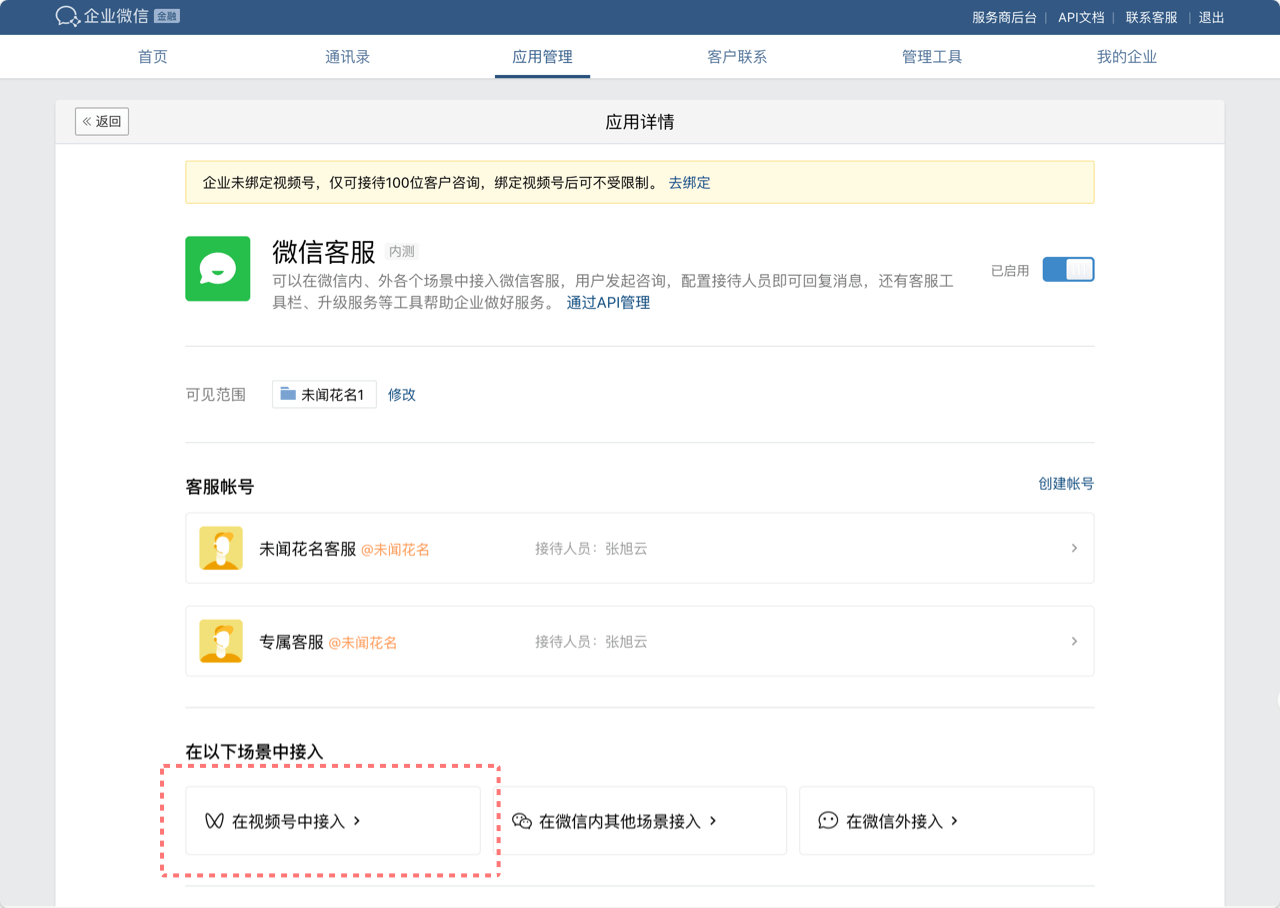 企业微信 金融 服务商后台 | API文档 | 联系客服 | 退出
首页 通讯录 应用管理 客户联系 管理工具 我的企业
« 返回 应用详情
企业未绑定视频号，仅可接待100位客户咨询，绑定视频号后可不受限制。 去绑定
微信客服 内测
可以在微信内、外各个场景中接入微信客服，用户发起咨询，配置接待人员即可回复消息，还有客服工
具栏、升级服务等工具帮助企业做好服务。 通过API管理
已启用
可见范围 未闻花名1 修改
客服帐号 创建帐号
未闻花名客服 @未闻花名 接待人员：张旭云
专属客服 @未闻花名 接待人员：张旭云
在以下场景中接入
在视频号中接入 在微信内其他场景接入 在微信外接入